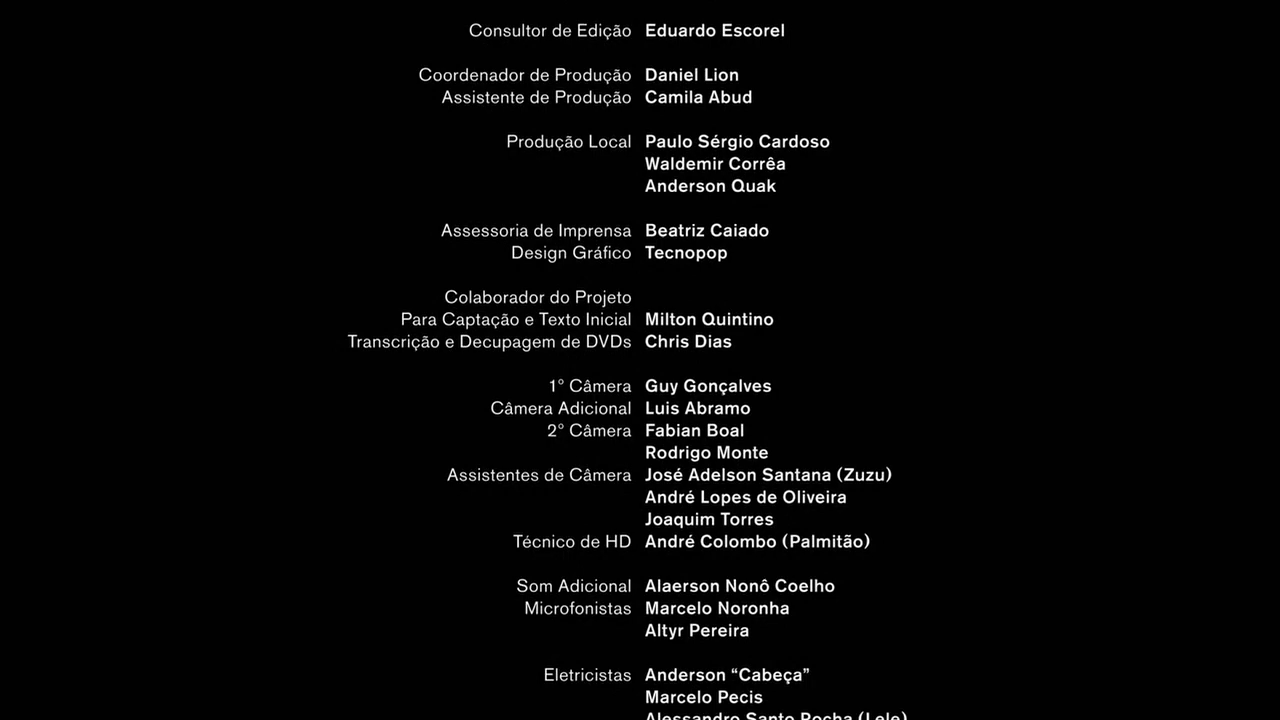 Consultor de Edição Eduardo Escorel
Coordenador de Produção Daniel Lion
Assistente de Produção Camila Abud
Produção Local Paulo Sérgio Cardoso
Waldemir Corrêa
Anderson Quak
Assessoria de Imprensa Beatriz Caiado
Design Gráfico Tecnopop
Colaborador do Projeto
Para Captação e Texto Inicial Milton Quintino
Transcrição e Decupagem de DVDs Chris Dias
1º Câmera Guy Gonçalves
Câmera Adicional Luis Abramo
2º Câmera Fabian Boal
Rodrigo Monte
Assistentes de Câmera José Adelson Santana (Zuzu)
André Lopes de Oliveira
Joaquim Torres
Técnico de HD André Colombo (Palmitão)
Som Adicional Alaerson Nonô Coelho
Microfonistas Marcelo Noronha
Altyr Pereira
Eletricistas Anderson “Cabeça”
Marcelo Pecis
Alessandro Santo Rocha (Lele)